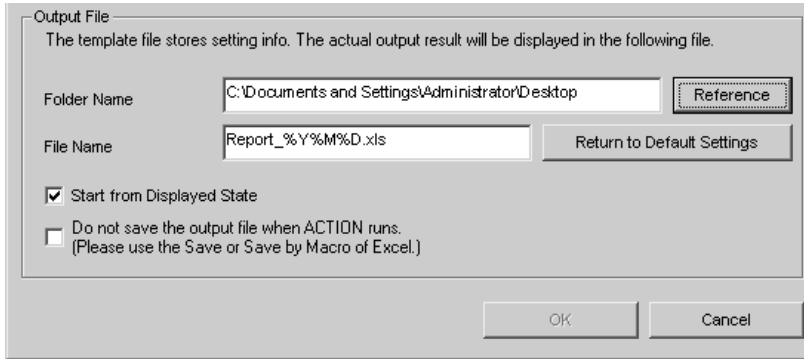 Output File
The template file stores setting info. The actual output result will be displayed in the following file.
Folder Name C:\Documents and Settings\Administrator\Desktop Reference
File Name Report_%Y%M%D.xls Return to Default Settings
Start from Displayed State
Do not save the output file when ACTION runs.
(Please use the Save or Save by Macro of Excel.)
OK Cancel